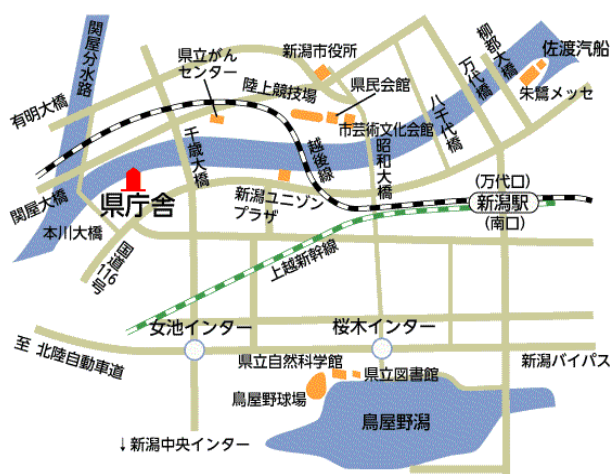 関屋分水路
有明大橋
県立がん
センター
新潟市役所
陸上競技場
県民会館
市芸術文化会館
八千代橋
万代橋
柳都大橋
佐渡汽船
朱鷺メッセ
千歳大橋
越後線
昭和大橋
関屋大橋
県庁舎
本川大橋
国道116号
新潟ユニゾン
プラザ
(万代口)
新潟駅
(南口)
上越新幹線
女池インター
桜木インター
至 北陸自動車道
新潟バイパス
県立自然科学館
県立図書館
鳥屋野球場
鳥屋野潟
↓新潟中央インター